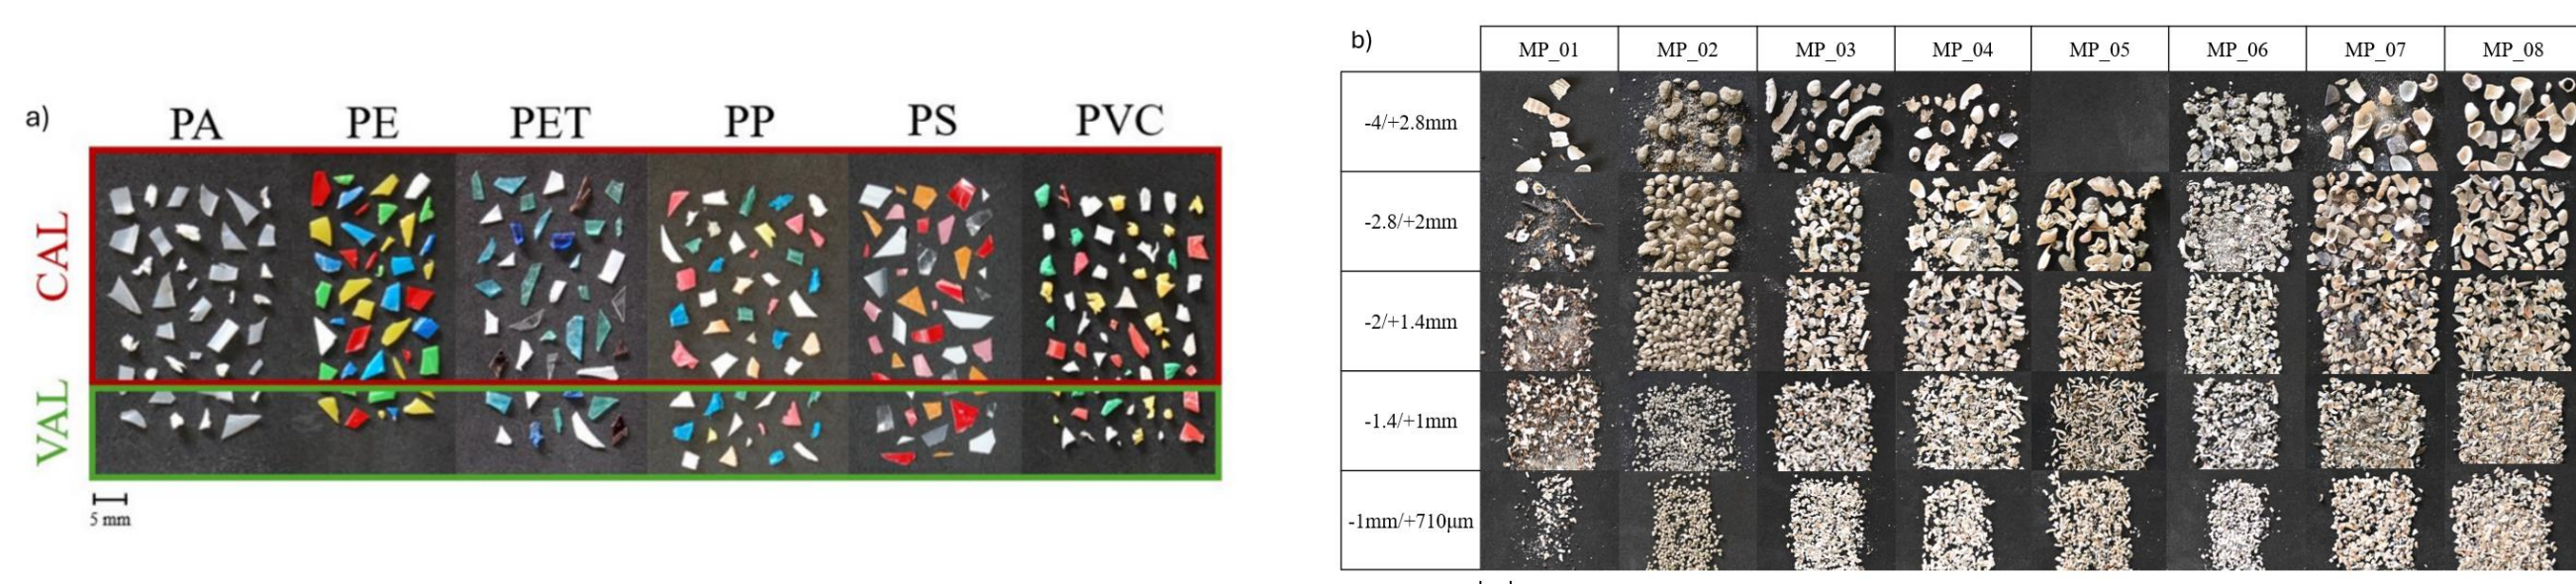 a)
PA PE PET PP PS PVC
CAL
VAL
5 mm
b)
MP_01 MP_02 MP_03 MP_04 MP_05 MP_06 MP_07 MP_08
-4/+2.8mm
-2.8/+2mm
-2/+1.4mm
-1.4/+1mm
-1mm/+710μm